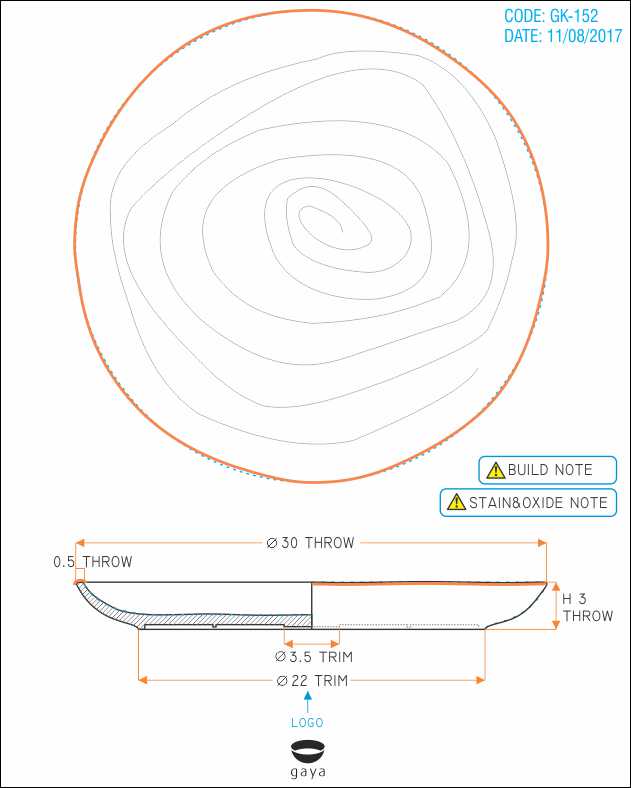 CODE: GK-152
DATE: 11/08/2017
BUILD NOTE
STAIN&OXIDE NOTE
Ø 30 THROW
0.5 THROW
H 3
THROW
Ø 3.5 TRIM
Ø 22 TRIM
LOGO
gaya